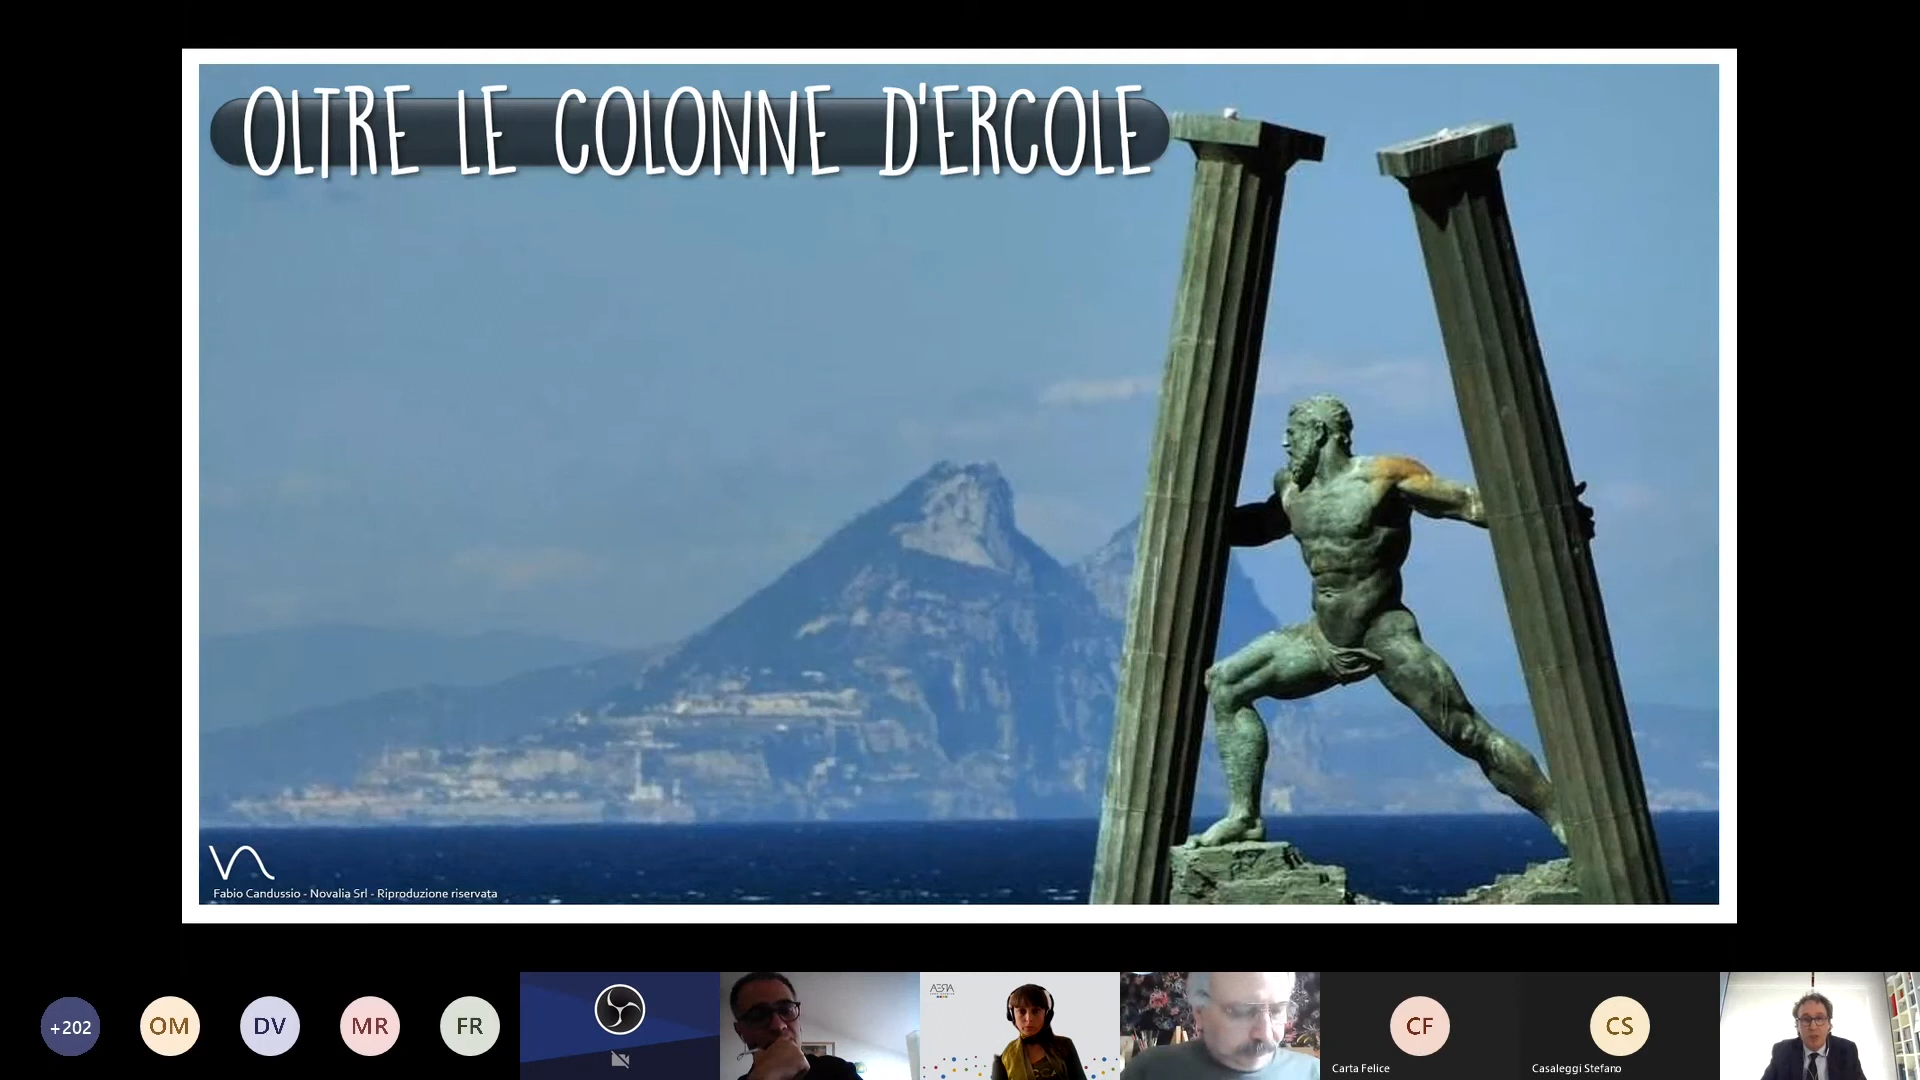 OLTRE LE COLONNE D'ERCOLE
Fabio Candussio - Novalia Srl - Riproduzione riservata
+202
OM
DV
MR
FR
AERA
CF
Carta Felice
CS
Casaleggi Stefano